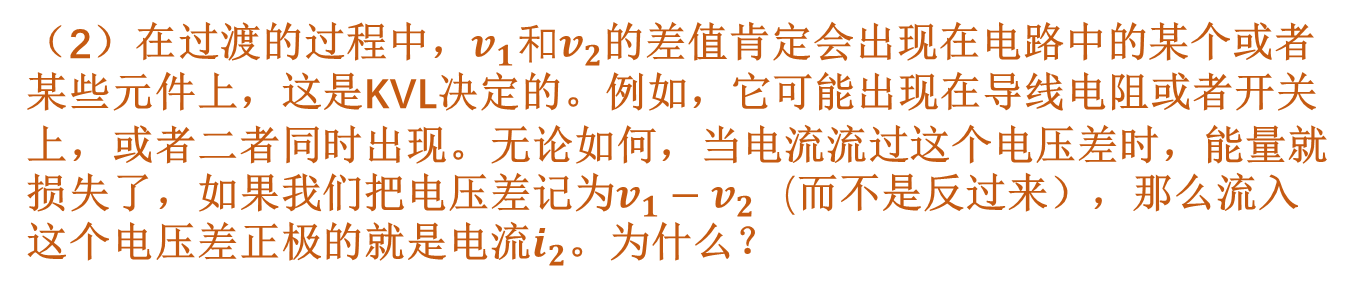 （2）在过渡的过程中，v₁和v₂的差值肯定会出现在电路中的某个或者
某些元件上，这是KVL决定的。例如，它可能出现在导线电阻或者开关
上，或者二者同时出现。无论如何，当电流流过这个电压差时，能量就
损失了，如果我们把电压差记为v₁ − v₂（而不是反过来），那么流入
这个电压差正极的就是电流i₂。为什么？